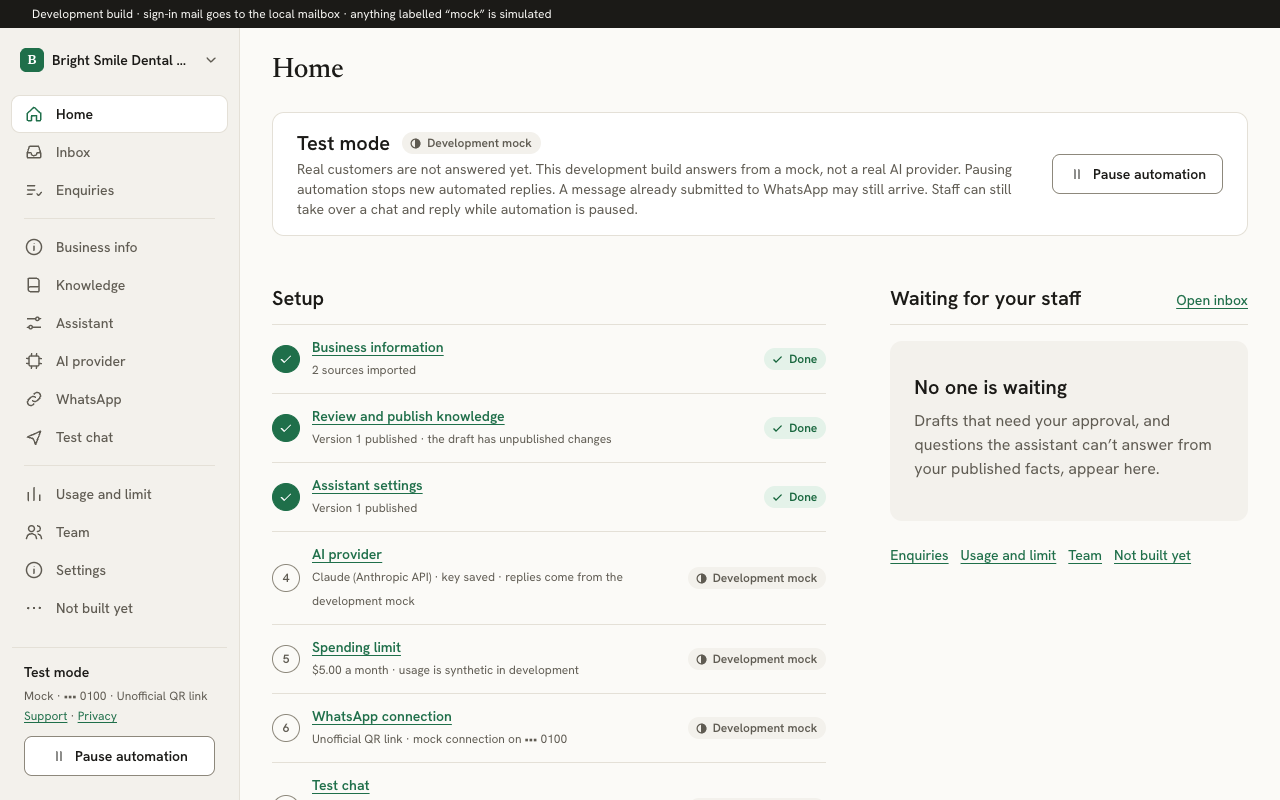 Development build · sign-in mail goes to the local mailbox · anything labelled “mock” is simulated
B
Bright Smile Dental ...
Home
Inbox
Enquiries
Business info
Knowledge
Assistant
AI provider
WhatsApp
Test chat
Usage and limit
Team
Settings
Not built yet
Test mode
Mock · ••• 0100 · Unofficial QR link
Support · Privacy
Pause automation
Home
Test mode
Development mock
Real customers are not answered yet. This development build answers from a mock, not a real AI provider. Pausing
automation stops new automated replies. A message already submitted to WhatsApp may still arrive. Staff can still
take over a chat and reply while automation is paused.
Pause automation
Setup
Business information
2 sources imported
Done
Review and publish knowledge
Version 1 published · the draft has unpublished changes
Done
Assistant settings
Version 1 published
Done
4
AI provider
Claude (Anthropic API) · key saved · replies come from the
development mock
Development mock
5
Spending limit
$5.00 a month · usage is synthetic in development
Development mock
6
WhatsApp connection
Unofficial QR link · mock connection on ••• 0100
Development mock
Test chat
Waiting for your staff
Open inbox
No one is waiting
Drafts that need your approval, and
questions the assistant can’t answer from
your published facts, appear here.
Enquiries
Usage and limit
Team
Not built yet